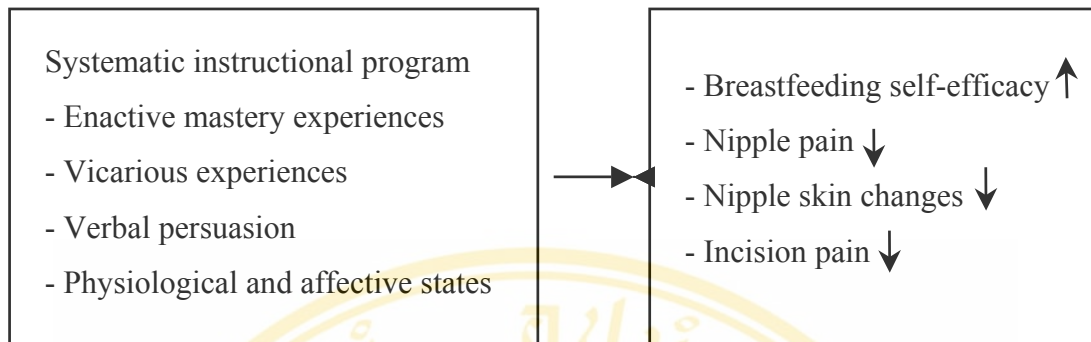 Systematic instructional program
- Enactive mastery experiences
- Vicarious experiences
- Verbal persuasion
- Physiological and affective states
- Breastfeeding self-efficacy ↑
- Nipple pain ↓
- Nipple skin changes ↓
- Incision pain ↓